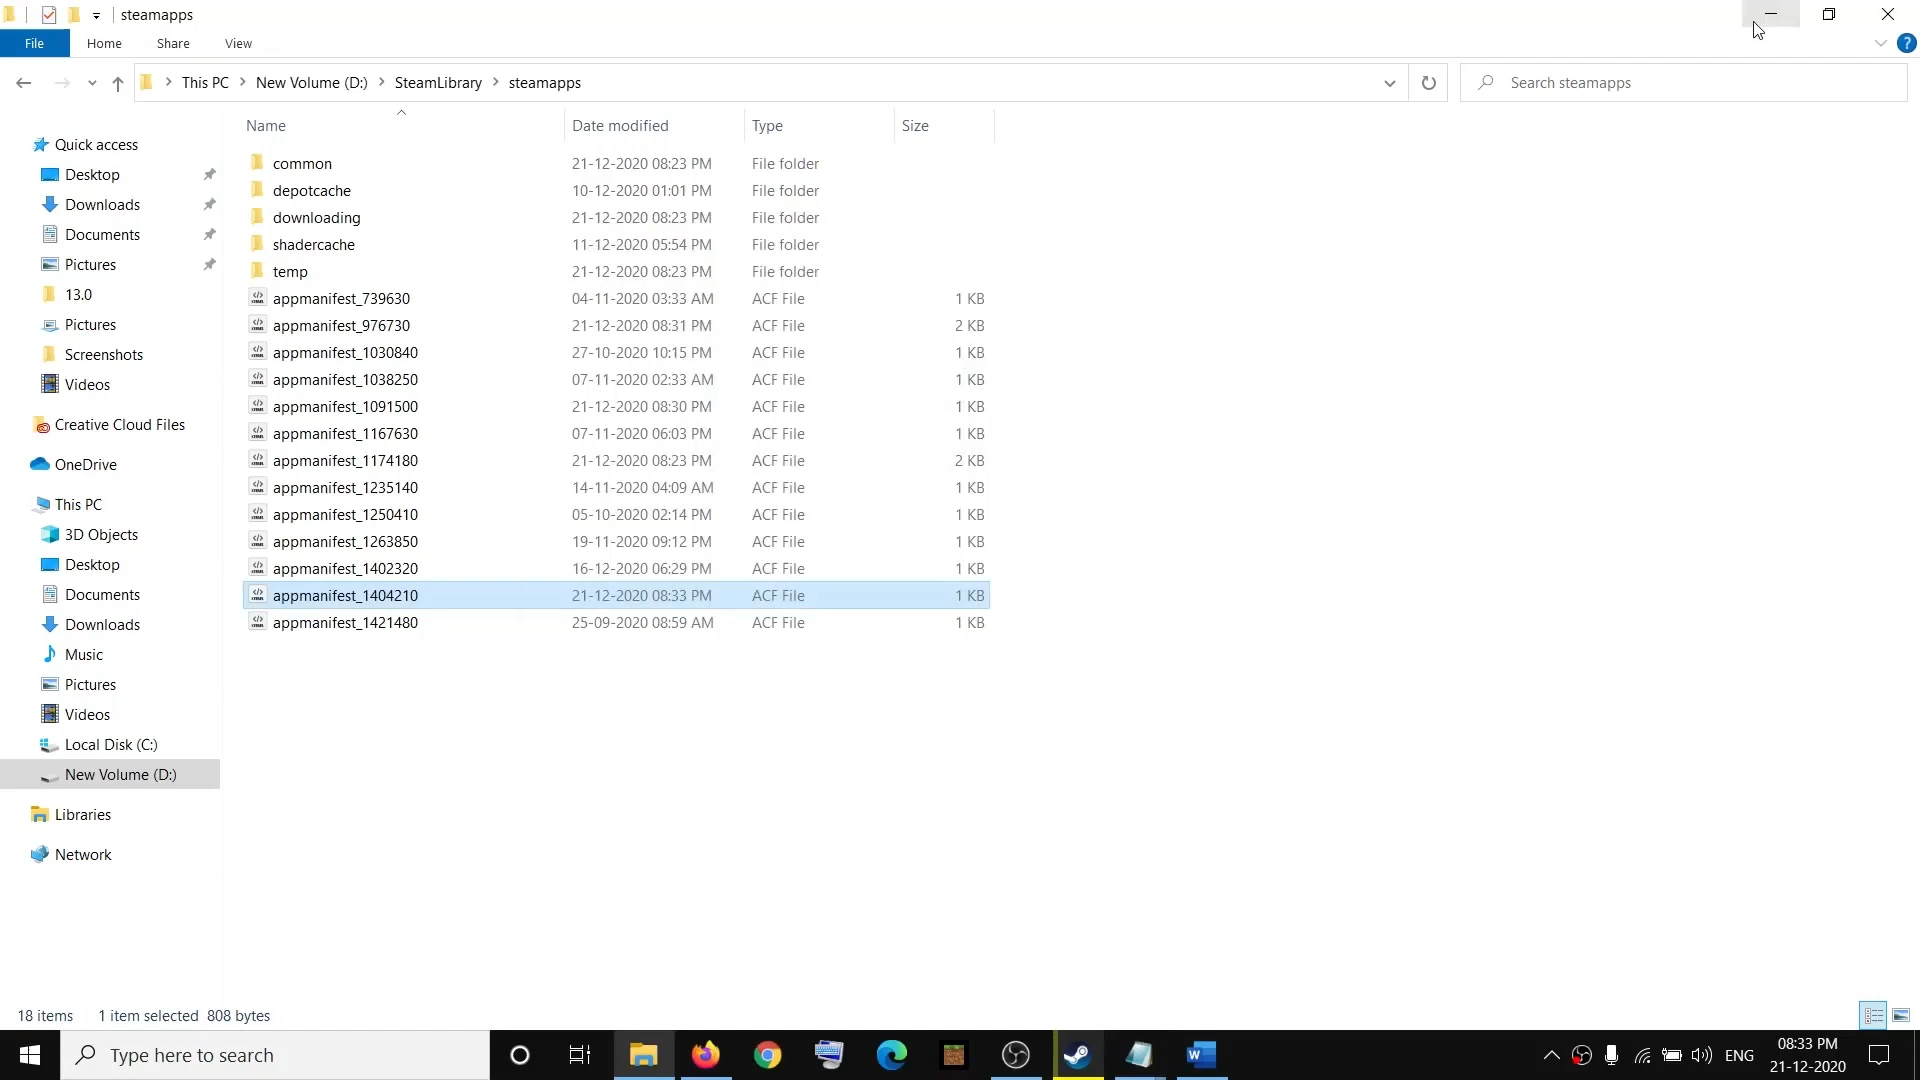 steamapps
File Home Share View
This PC New Volume (D:) SteamLibrary steamapps Search steamapps
Name Date modified Type Size
Quick access
Desktop
Downloads
Documents
Pictures
13.0
Pictures
Screenshots
Videos
Creative Cloud Files
OneDrive
This PC
3D Objects
Desktop
Documents
Downloads
Music
Pictures
Videos
Local Disk (C:)
New Volume (D:)
Libraries
Network
common 21-12-2020 08:23 PM File folder
depotcache 10-12-2020 01:01 PM File folder
downloading 21-12-2020 08:23 PM File folder
shadercache 11-12-2020 05:54 PM File folder
temp 21-12-2020 08:23 PM File folder
appmanifest_739630 04-11-2020 03:33 AM ACF File 1 KB
appmanifest_976730 21-12-2020 08:31 PM ACF File 2 KB
appmanifest_1030840 27-10-2020 10:15 PM ACF File 1 KB
appmanifest_1038250 07-11-2020 02:33 AM ACF File 1 KB
appmanifest_1091500 21-12-2020 08:30 PM ACF File 1 KB
appmanifest_1167630 07-11-2020 06:03 PM ACF File 1 KB
appmanifest_1174180 21-12-2020 08:23 PM ACF File 2 KB
appmanifest_1235140 14-11-2020 04:09 AM ACF File 1 KB
appmanifest_1250410 05-10-2020 02:14 PM ACF File 1 KB
appmanifest_1263850 19-11-2020 09:12 PM ACF File 1 KB
appmanifest_1402320 16-12-2020 06:29 PM ACF File 1 KB
appmanifest_1404210 21-12-2020 08:33 PM ACF File 1 KB
appmanifest_1421480 25-09-2020 08:59 AM ACF File 1 KB
18 items 1 item selected 808 bytes
Type here to search
ENG
08:33 PM
21-12-2020